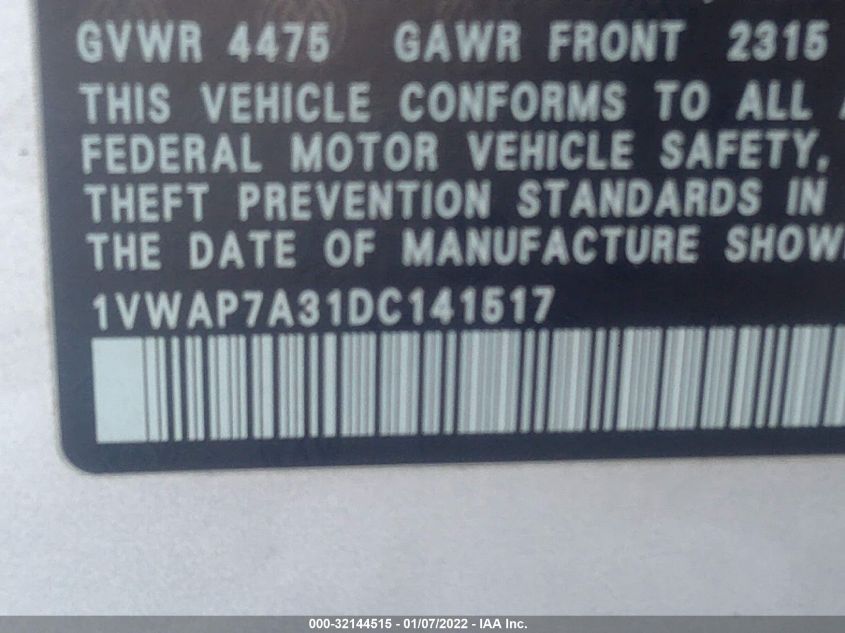 GVWR 4475 GAWR FRONT 2315
THIS VEHICLE CONFORMS TO ALL
FEDERAL MOTOR VEHICLE SAFETY,
THEFT PREVENTION STANDARDS IN
THE DATE OF MANUFACTURE SHOW
1VWAP7A31DC141517
000-32144515 - 01/07/2022 - IAA Inc.